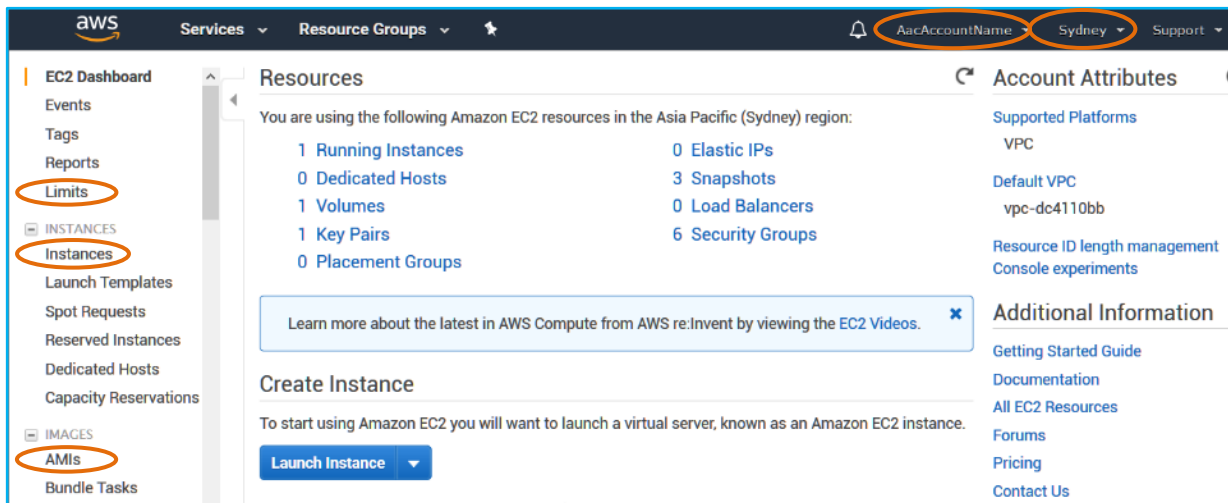 aws Services Resource Groups AacAccountName Sydney Support
EC2 Dashboard
Events
Tags
Reports
Limits
INSTANCES
Instances
Launch Templates
Spot Requests
Reserved Instances
Dedicated Hosts
Capacity Reservations
IMAGES
AMIs
Bundle Tasks
Resources
You are using the following Amazon EC2 resources in the Asia Pacific (Sydney) region:
1 Running Instances 0 Elastic IPs
0 Dedicated Hosts 3 Snapshots
1 Volumes 0 Load Balancers
1 Key Pairs 6 Security Groups
0 Placement Groups
Learn more about the latest in AWS Compute from AWS re:Invent by viewing the EC2 Videos.
Create Instance
To start using Amazon EC2 you will want to launch a virtual server, known as an Amazon EC2 instance.
Launch Instance
Account Attributes
Supported Platforms
VPC
Default VPC
vpc-dc4110bb
Resource ID length management
Console experiments
Additional Information
Getting Started Guide
Documentation
All EC2 Resources
Forums
Pricing
Contact Us